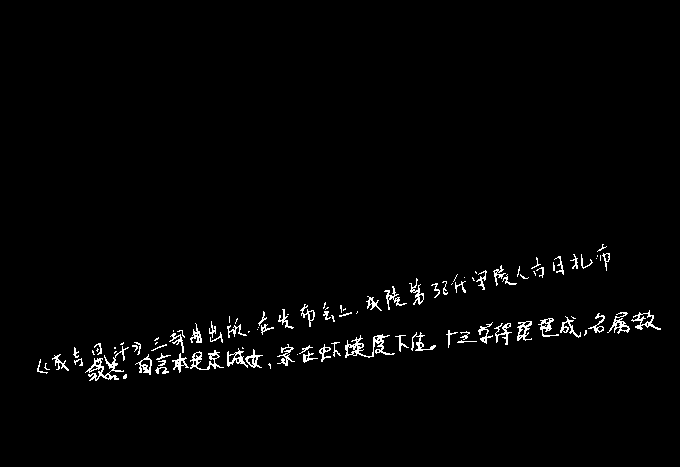 《成吉思汗》三部曲出版.在发布会上,成陵第38代守陵人古日扎布
敛容。自言本是京城女,家在虾蟆陵下住。十三学得琵琶成,名属教